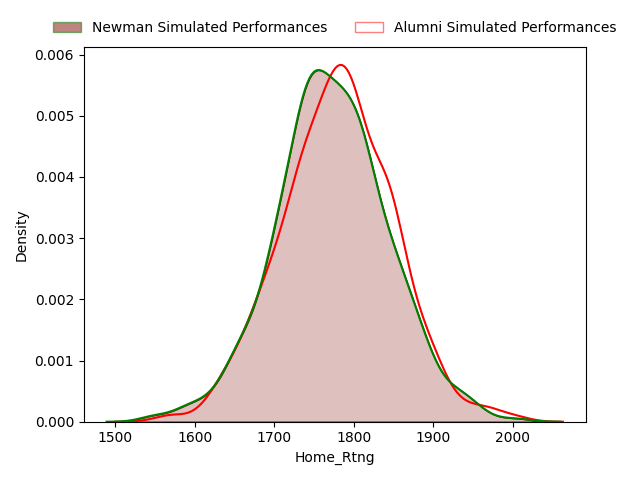 Newman Simulated Performances
Alumni Simulated Performances
0.006
0.005
0.004
0.003
0.002
0.001
0.000
Density
1500 1600 1700 1800 1900 2000
Home_Rtng